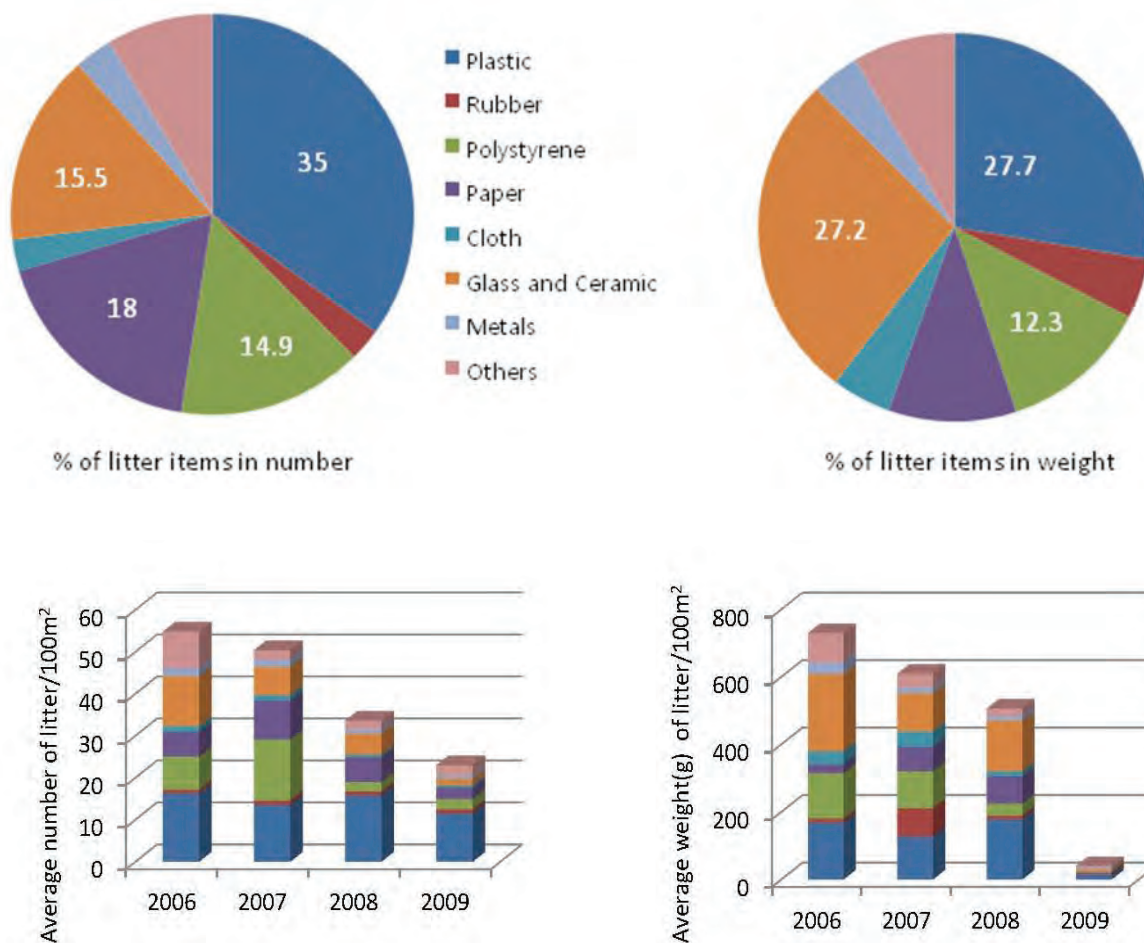 35
15.5
18
14.9
Plastic
Rubber
Polystyrene
Paper
Cloth
Glass and Ceramic
Metals
Others
27.7
27.2
12.3
% of litter items in number
% of litter items in weight
Average number of litter/100m²
60
50
40
30
20
10
0
2006 2007 2008 2009
Average weight(g) of litter/100m²
800
600
400
200
0
2006 2007 2008 2009